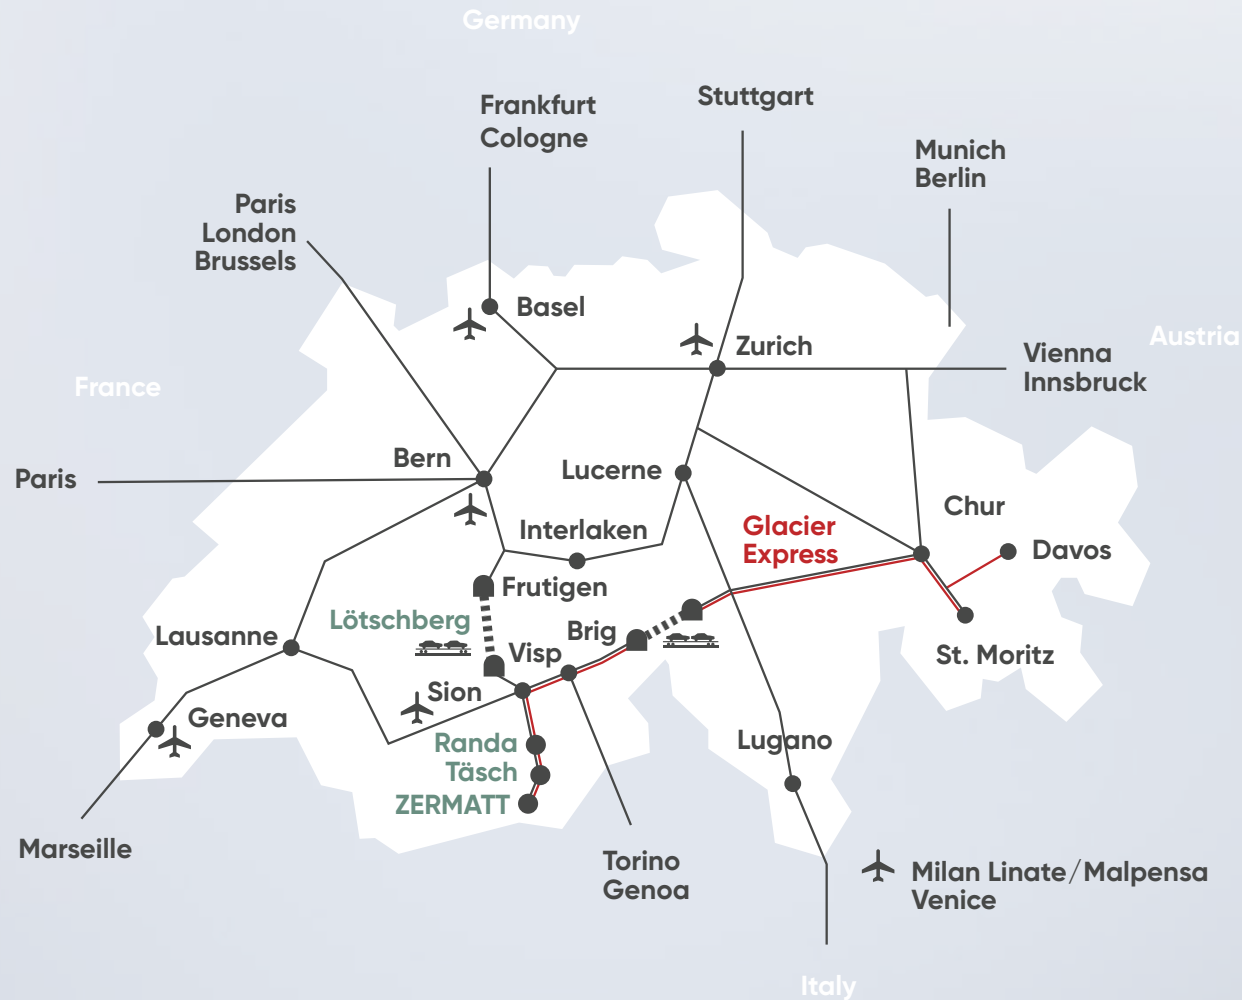 Germany
Frankfurt
Cologne
Stuttgart
Munich
Berlin
Paris
London
Brussels
Basel
Zurich
Austria
Vienna
Innsbruck
France
Bern
Lucerne
Paris
Chur
Glacier
Express
Interlaken
Davos
Frutigen
Lötschberg
Brig
Lausanne
Visp
St. Moritz
Sion
Geneva
Lugano
Randa
Täsch
ZERMATT
Marseille
Torino
Genoa
Milan Linate/Malpensa
Venice
Italy